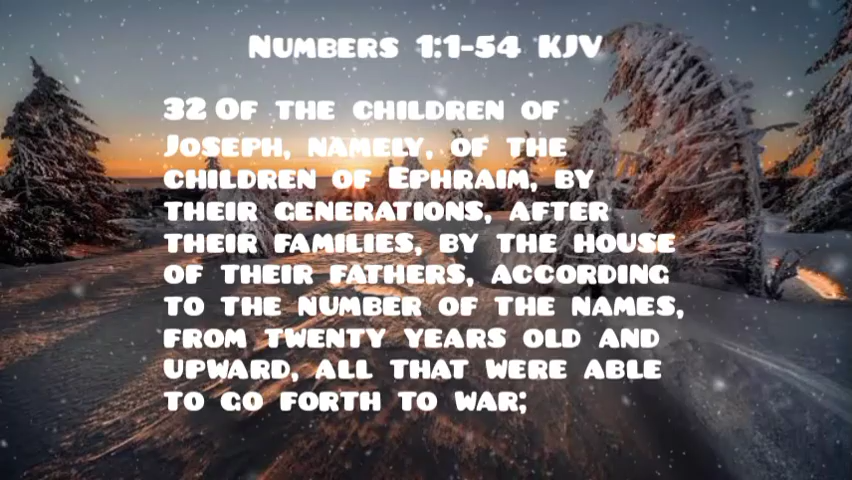 Numbers 1:1-54 KJV
32 Of the children of
Joseph, namely, of the
children of Ephraim, by
their generations, after
their families, by the house
of their fathers, according
to the number of the names,
from twenty years old and
upward, all that were able
to go forth to war;